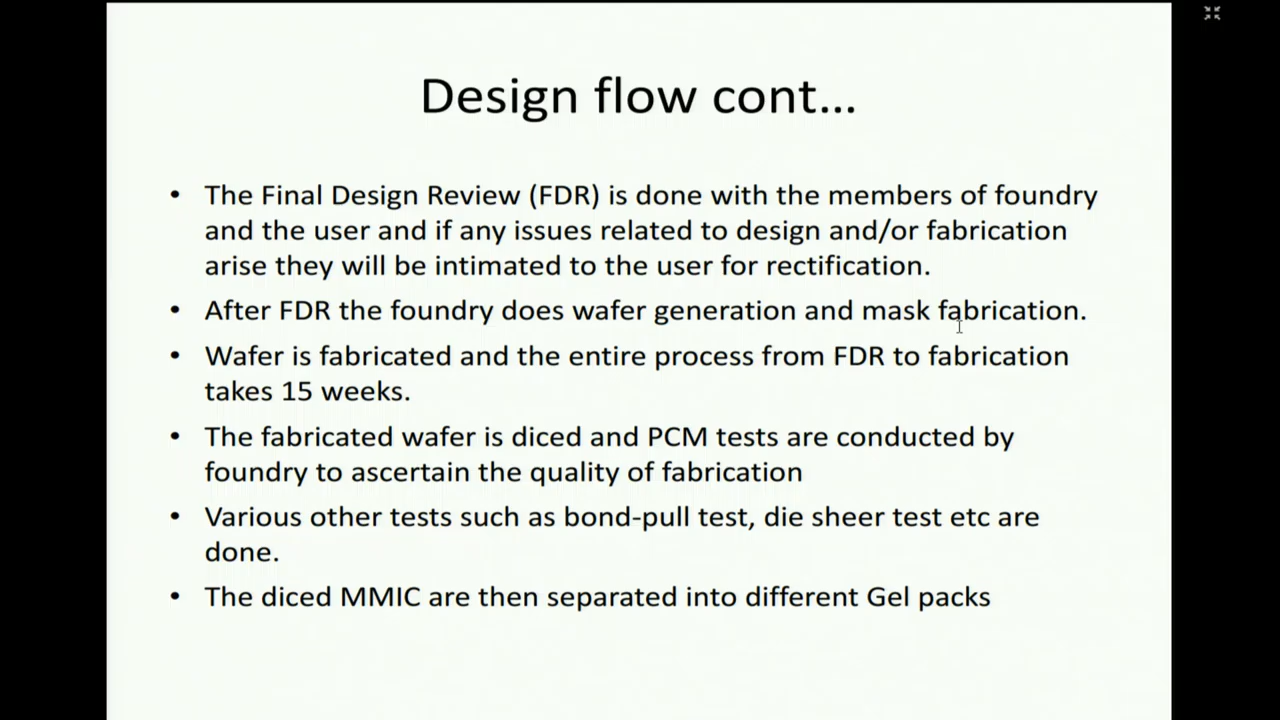 Design flow cont...
• The Final Design Review (FDR) is done with the members of foundry
and the user and if any issues related to design and/or fabrication
arise they will be intimated to the user for rectification.
• After FDR the foundry does wafer generation and mask fabrication.
• Wafer is fabricated and the entire process from FDR to fabrication
takes 15 weeks.
• The fabricated wafer is diced and PCM tests are conducted by
foundry to ascertain the quality of fabrication
• Various other tests such as bond-pull test, die sheer test etc are
done.
• The diced MMIC are then separated into different Gel packs